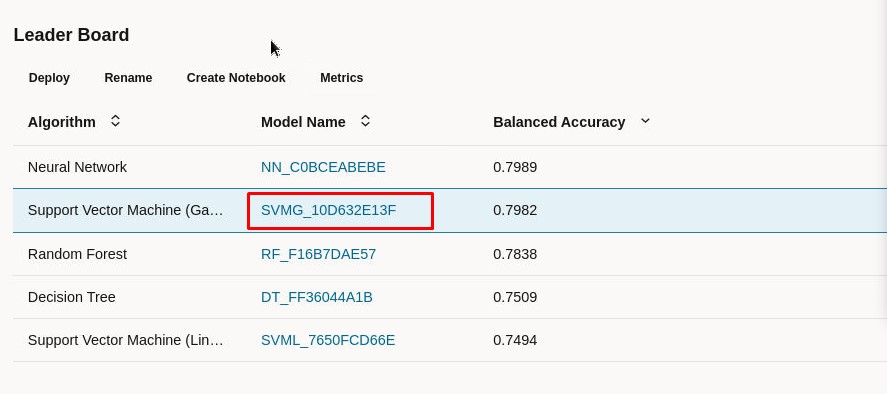 Leader Board
Deploy Rename Create Notebook Metrics
Algorithm Model Name Balanced Accuracy
Neural Network NN_C0BCEABEBE 0.7989
Support Vector Machine (Ga… SVMG_10D632E13F 0.7982
Random Forest RF_F16B7DAE57 0.7838
Decision Tree DT_FF36044A1B 0.7509
Support Vector Machine (Lin… SVML_7650FCD66E 0.7494